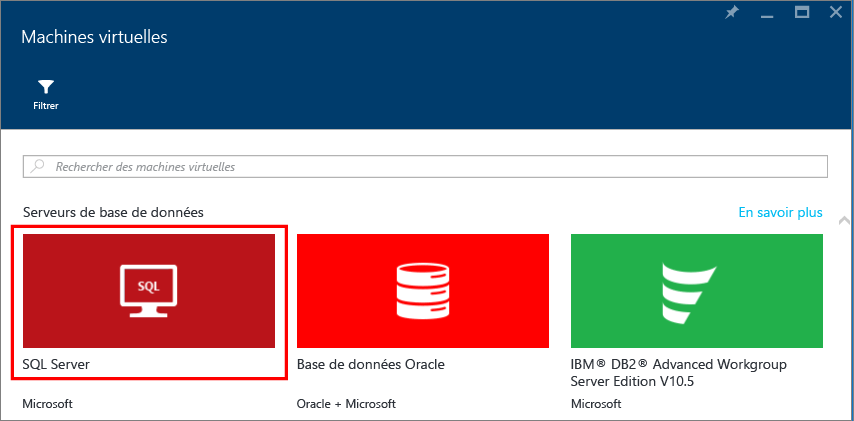 Machines virtuelles
Filtrer
Rechercher des machines virtuelles
Serveurs de base de données
En savoir plus
SQL
SQL Server
Microsoft
Base de données Oracle
Oracle + Microsoft
IBM® DB2® Advanced Workgroup
Server Edition V10.5
Microsoft